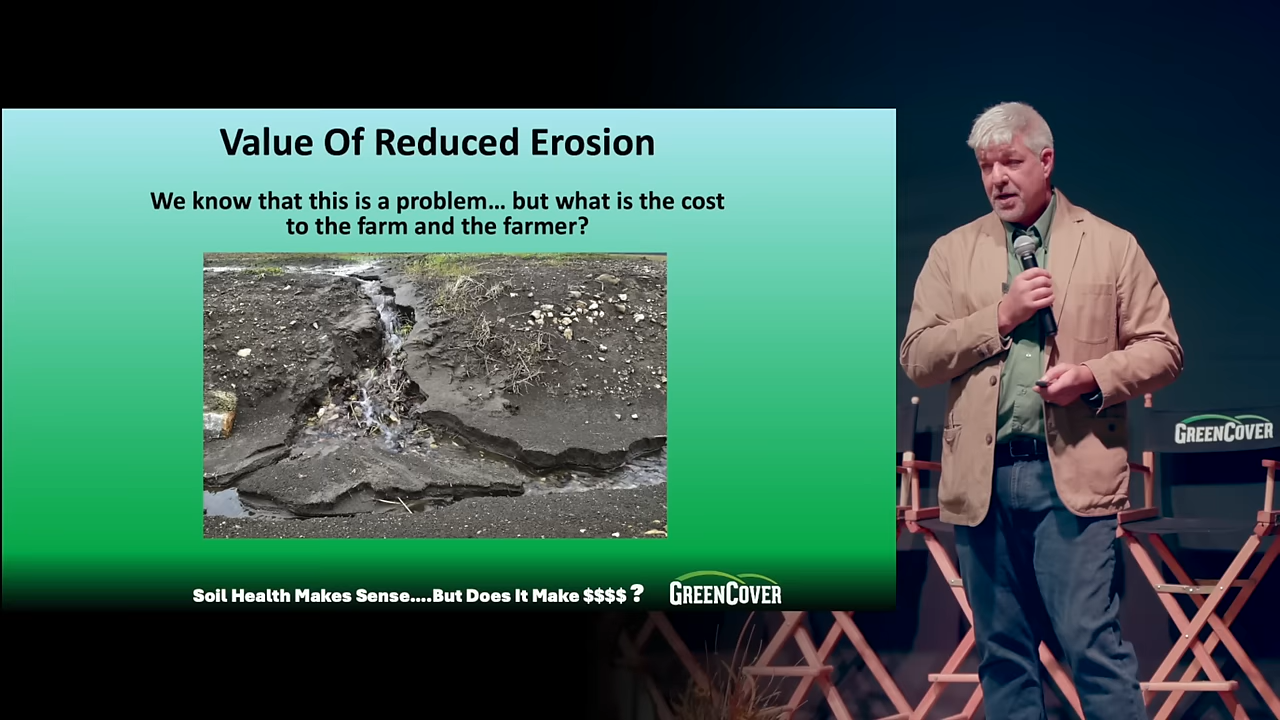 Value Of Reduced Erosion
We know that this is a problem... but what is the cost
to the farm and the farmer?
Soil Health Makes Sense....But Does It Make $$$$ ?
GREENCOVER
GREENCOVER